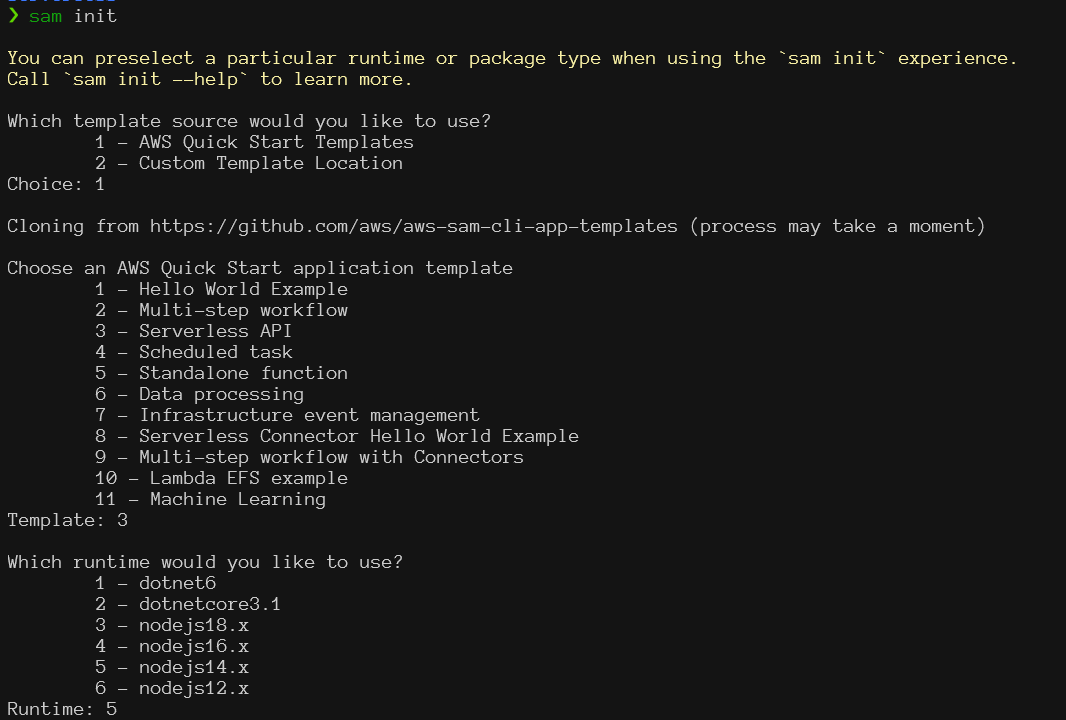 ❯ sam init
You can preselect a particular runtime or package type when using the `sam init` experience.
Call `sam init --help` to learn more.
Which template source would you like to use?
1 - AWS Quick Start Templates
2 - Custom Template Location
Choice: 1
Cloning from https://github.com/aws/aws-sam-cli-app-templates (process may take a moment)
Choose an AWS Quick Start application template
1 - Hello World Example
2 - Multi-step workflow
3 - Serverless API
4 - Scheduled task
5 - Standalone function
6 - Data processing
7 - Infrastructure event management
8 - Serverless Connector Hello World Example
9 - Multi-step workflow with Connectors
10 - Lambda EFS example
11 - Machine Learning
Template: 3
Which runtime would you like to use?
1 - dotnet6
2 - dotnetcore3.1
3 - nodejs18.x
4 - nodejs16.x
5 - nodejs14.x
6 - nodejs12.x
Runtime: 5